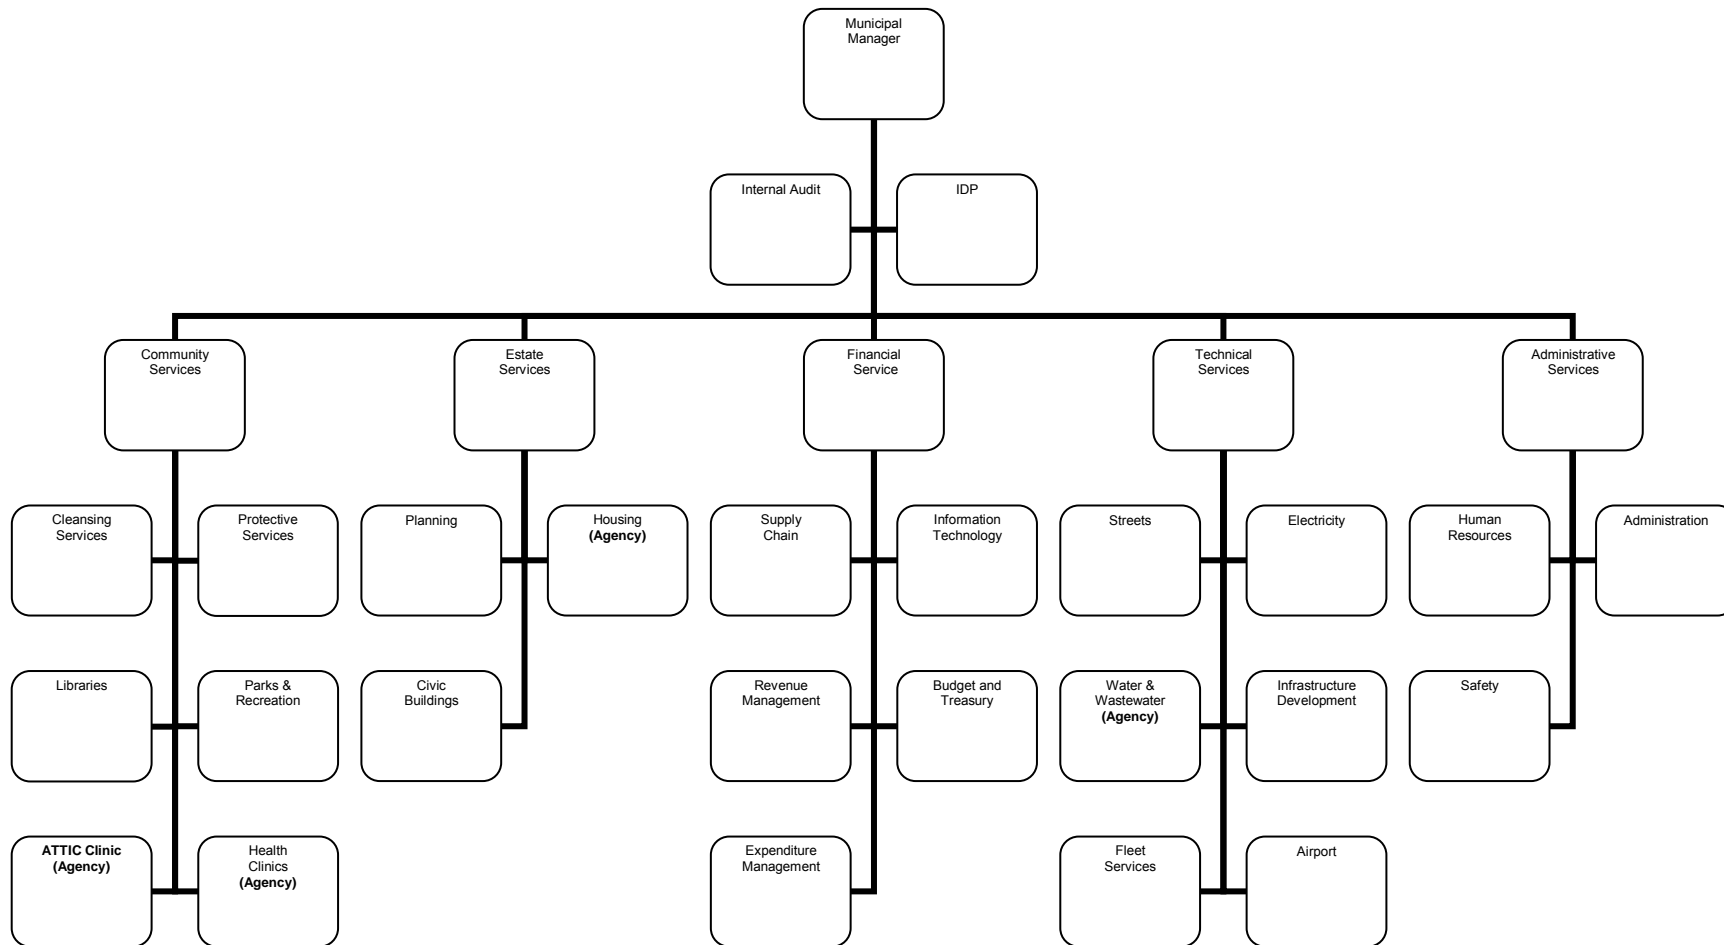 Municipal
Manager
Internal Audit
IDP
Community
Services
Estate
Services
Financial
Service
Technical
Services
Administrative
Services
Cleansing
Services
Protective
Services
Planning
Housing
(Agency)
Supply
Chain
Information
Technology
Streets
Electricity
Human
Resources
Administration
Libraries
Parks &
Recreation
Civic
Buildings
Revenue
Management
Budget and
Treasury
Water &
Wastewater
(Agency)
Infrastructure
Development
Safety
ATTIC Clinic
(Agency)
Health
Clinics
(Agency)
Expenditure
Management
Fleet
Services
Airport